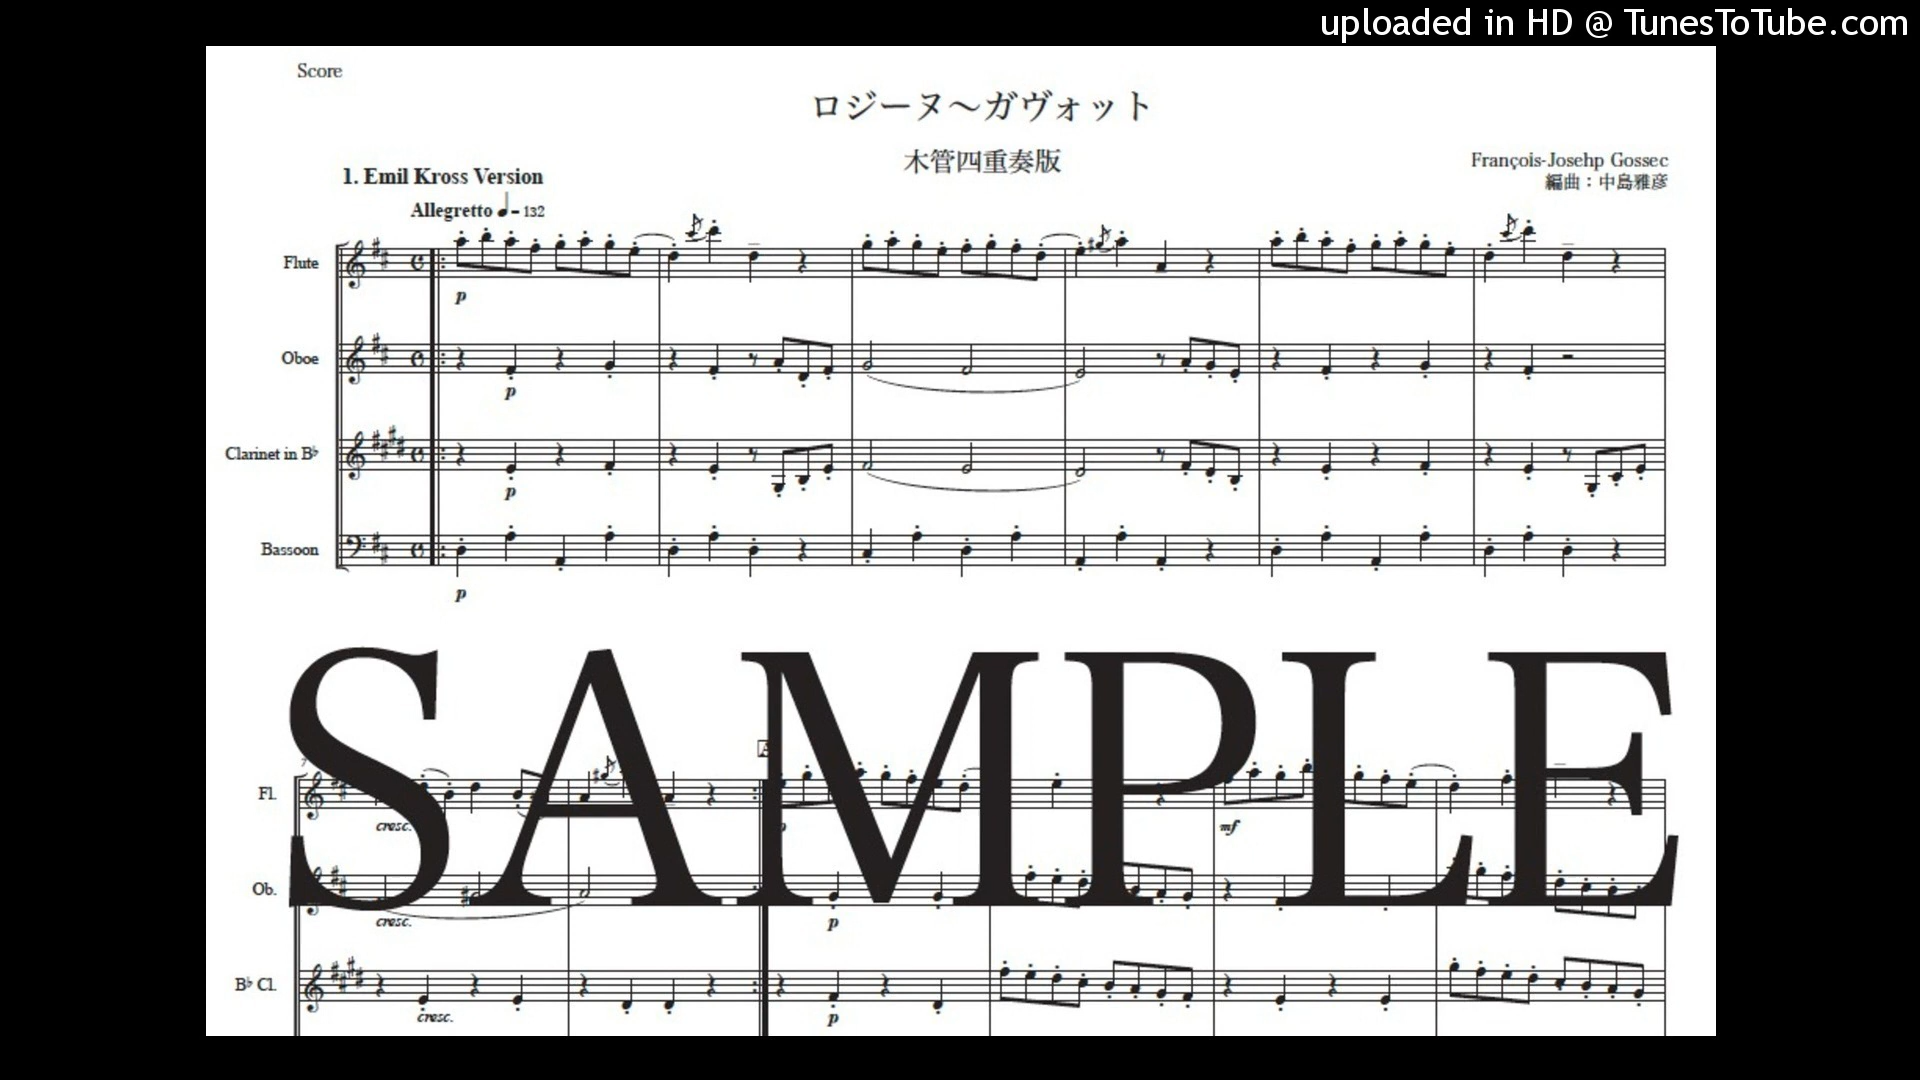 uploaded in HD @ TunesToTube.com
Score
ロジーヌ～ガヴォット
木管四重奏版
François-Josehp Gossec
編曲：中島雅彦
1. Emil Kross Version
Allegretto ♩= 132
Flute
p
Oboe
p
Clarinet in B♭
p
Bassoon
p
SAMPLE
7
A
Fl.
cresc.
p
mf
Ob.
cresc.
p
B♭ Cl.
cresc.
p